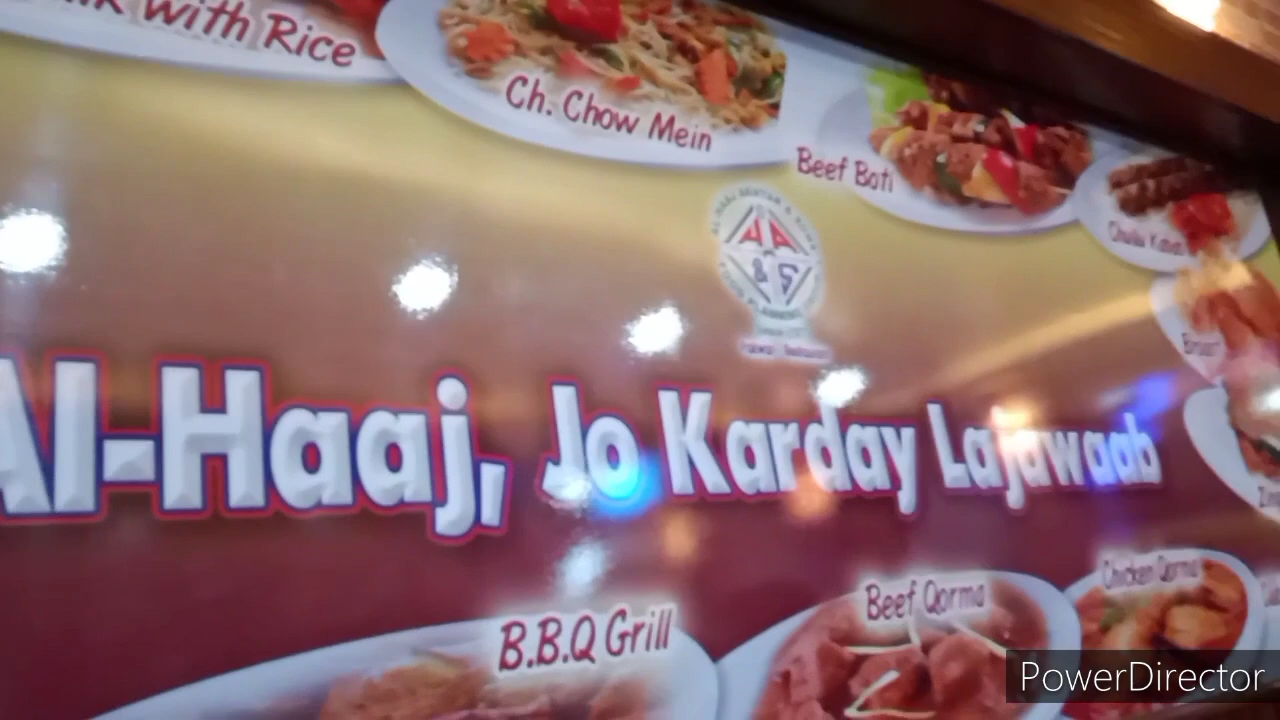 with Rice
Ch. Chow Mein
Beef Boti
A A
& S
Al-Haaj, Jo Karday Lajawaab
B.B.Q Grill
Beef Qorma
Chicken Qorma
PowerDirector